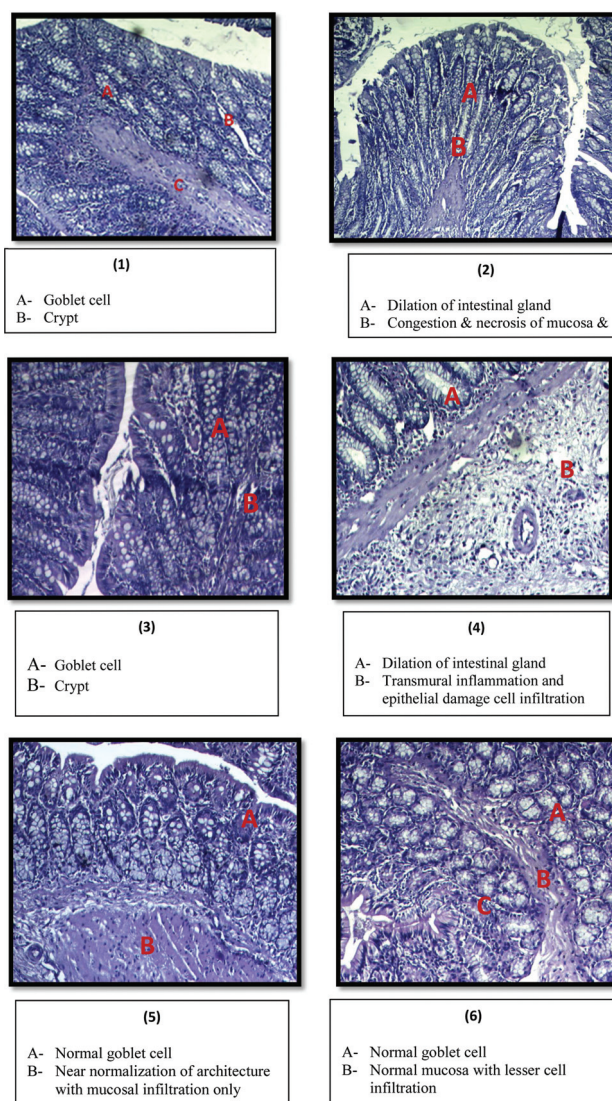 A
B
C
(1)
A- Goblet cell
B- Crypt
A
B
(2)
A- Dilation of intestinal gland
B- Congestion & necrosis of mucosa &
A
B
(3)
A- Goblet cell
B- Crypt
A
B
(4)
A- Dilation of intestinal gland
B- Transmural inflammation and
epithelial damage cell infiltration
A
B
(5)
A- Normal goblet cell
B- Near normalization of architecture
with mucosal infiltration only
A
B
C
(6)
A- Normal goblet cell
B- Normal mucosa with lesser cell
infiltration